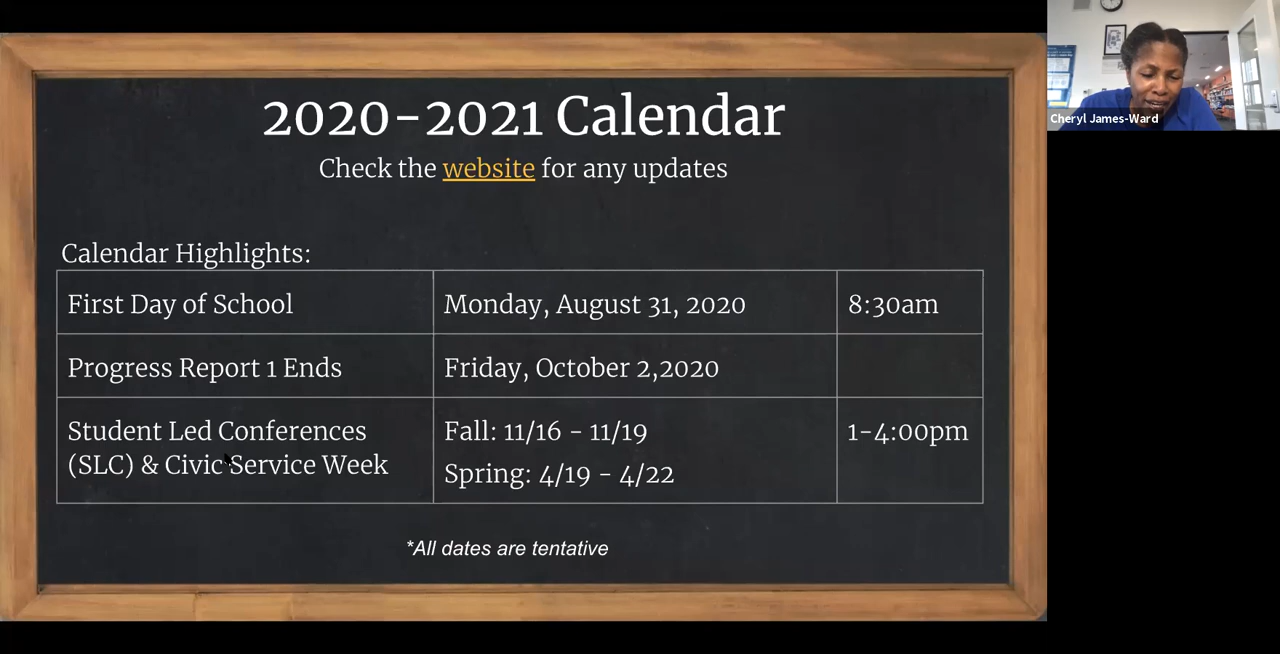 2020-2021 Calendar
Check the website for any updates
Calendar Highlights:
First Day of School
Monday, August 31, 2020
8:30am
Progress Report 1 Ends
Friday, October 2,2020
Student Led Conferences
(SLC) & Civic Service Week
Fall: 11/16 - 11/19
Spring: 4/19 - 4/22
1-4:00pm
*All dates are tentative
Cheryl James-Ward